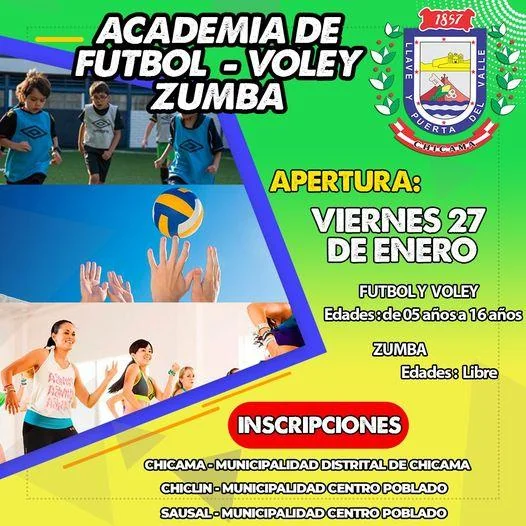 ACADEMIA DE
FUTBOL - VOLEY
ZUMBA
1857
LLAVE Y PUERTA DEL VALLE
CHICAMA
APERTURA:
VIERNES 27
DE ENERO
FUTBOL Y VOLEY
Edades : de 05 años a 16 años
ZUMBA
Edades : Libre
INSCRIPCIONES
CHICAMA - MUNICIPALIDAD DISTRITAL DE CHICAMA
CHICLIN - MUNICIPALIDAD CENTRO POBLADO
SAUSAL - MUNICIPALIDAD CENTRO POBLADO